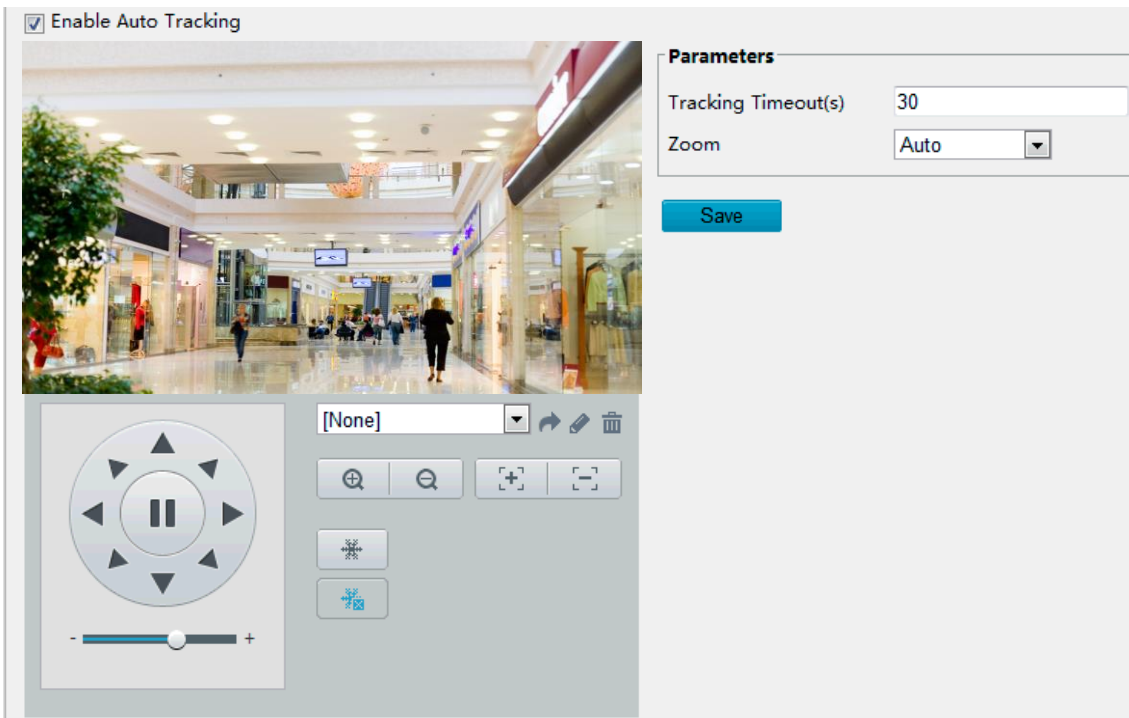 Enable Auto Tracking
Parameters
Tracking Timeout(s) 30
Zoom Auto
Save
[None]
- +